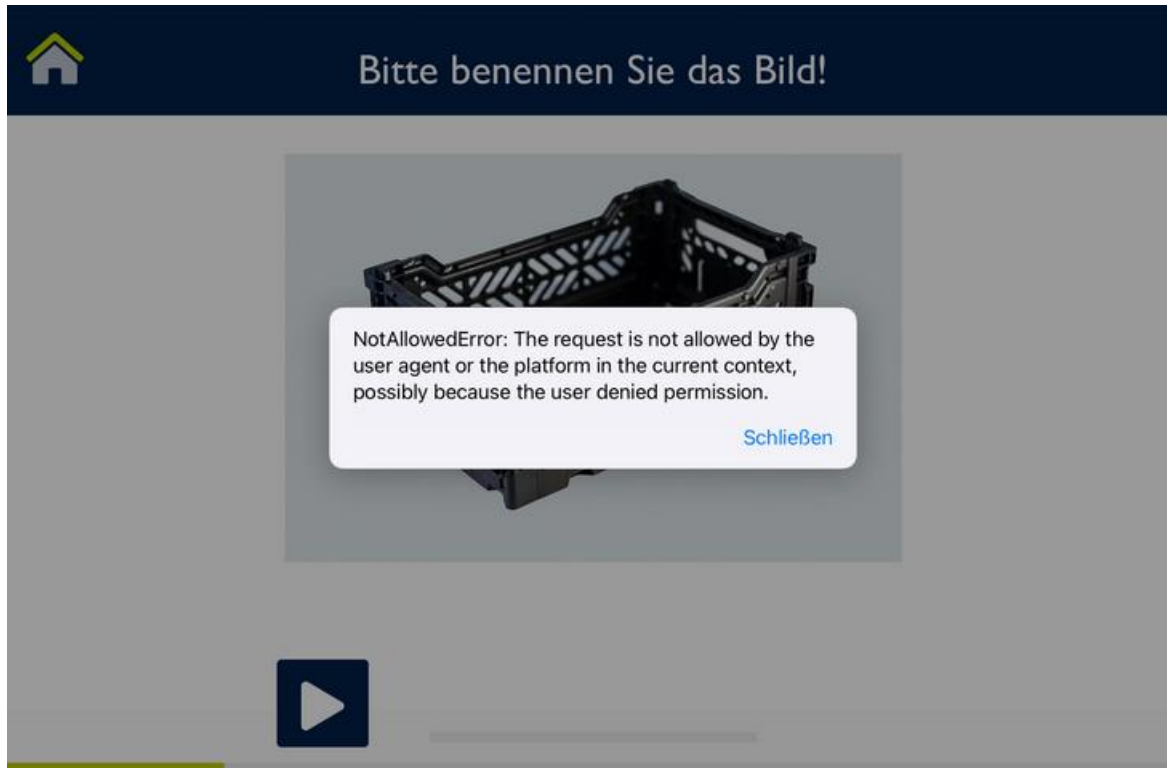 Bitte benennen Sie das Bild!
NotAllowedError: The request is not allowed by the
user agent or the platform in the current context,
possibly because the user denied permission.
Schließen